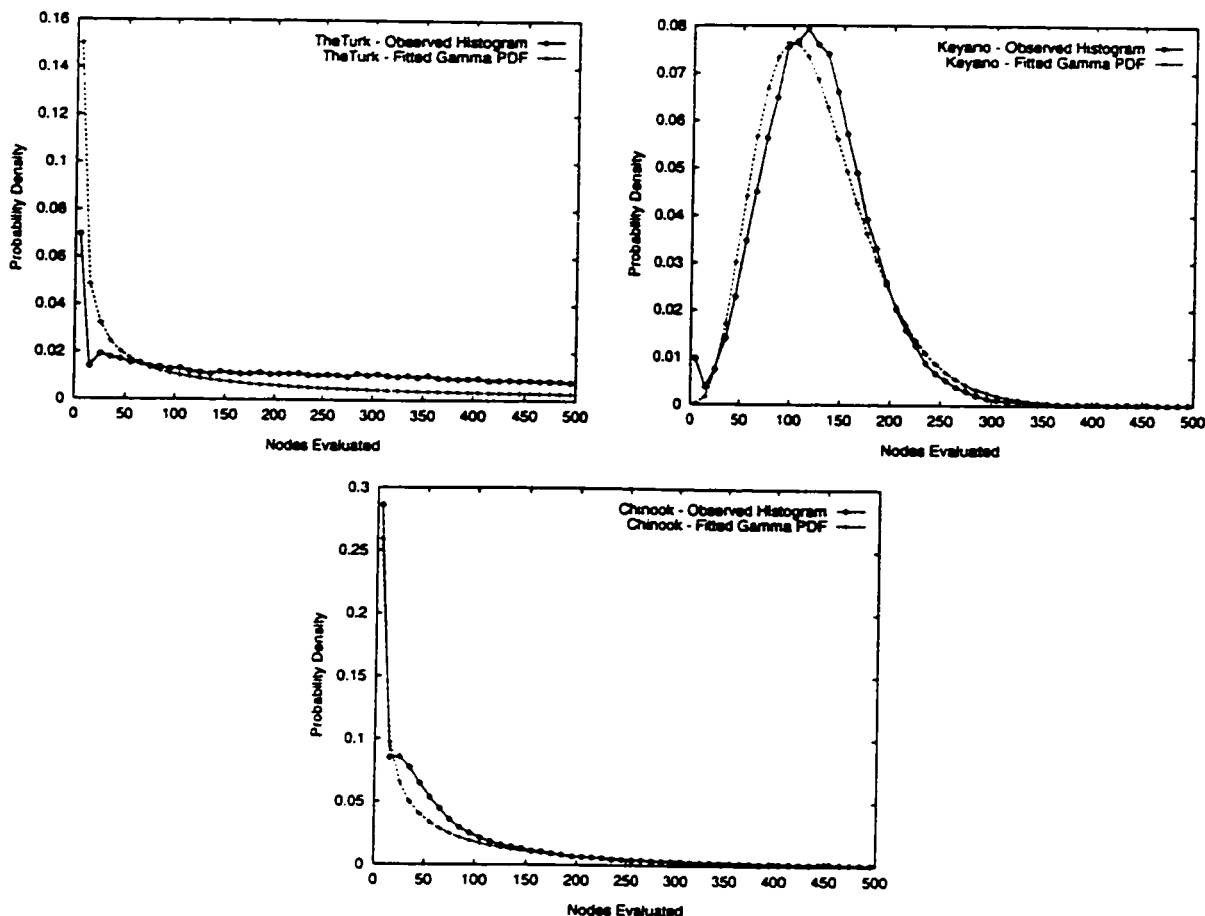 0.16
0.14
0.12
0.1
0.08
0.06
0.04
0.02
0
Probability Density
TheTurk - Observed Histogram
TheTurk - Fitted Gamma PDF
0 50 100 150 200 250 300 350 400 450 500
Nodes Evaluated
0.08
0.07
0.06
0.05
0.04
0.03
0.02
0.01
0
Probability Density
Keyano - Observed Histogram
Keyano - Fitted Gamma PDF
0 50 100 150 200 250 300 350 400 450 500
Nodes Evaluated
0.3
0.25
0.2
0.15
0.1
0.05
0
Probability Density
Chinook - Observed Histogram
Chinook - Fitted Gamma PDF
0 50 100 150 200 250 300 350 400 450 500
Nodes Evaluated